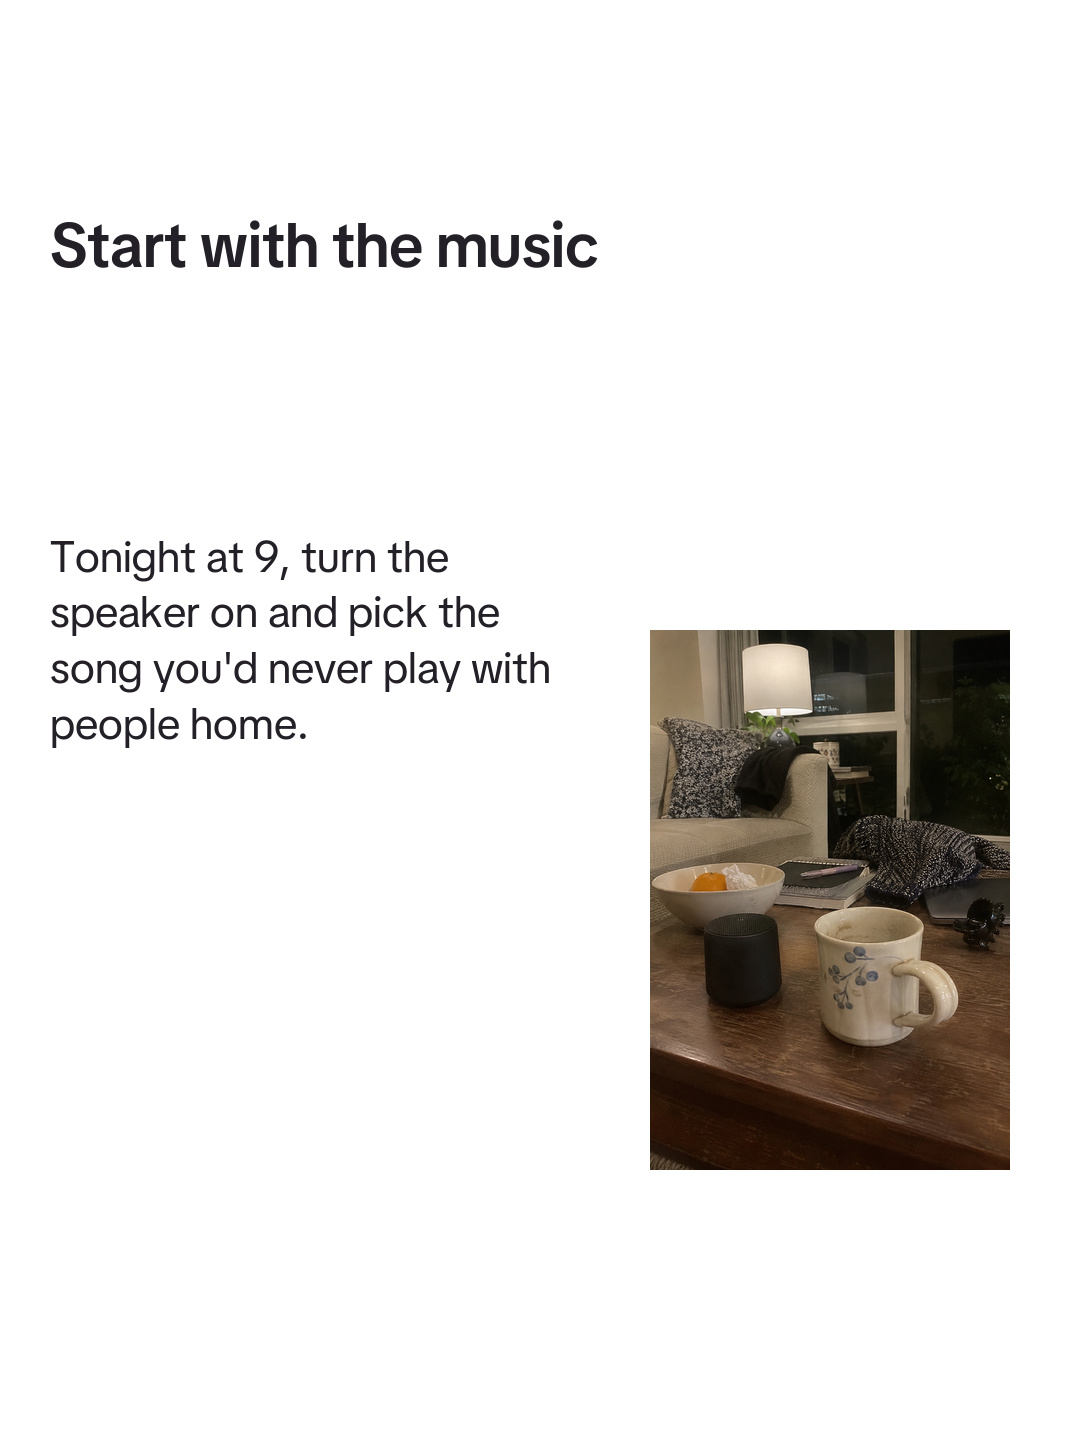 Start with the music
Tonight at 9, turn the
speaker on and pick the
song you'd never play with
people home.